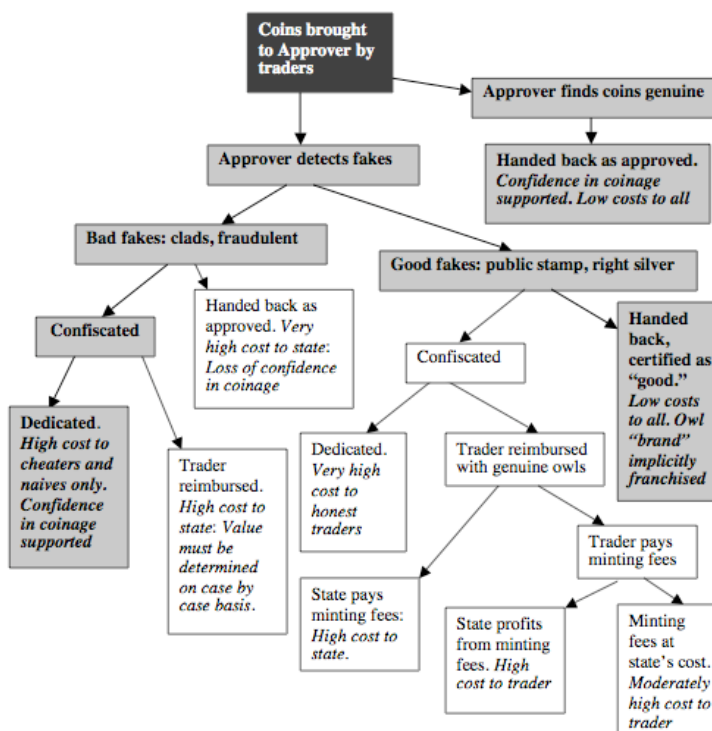 Coins brought
to Approver by
traders
Approver finds coins genuine
Approver detects fakes
Handed back as approved.
Confidence in coinage
supported. Low costs to all
Bad fakes: clads, fraudulent
Good fakes: public stamp, right silver
Handed back as
approved. Very
high cost to state:
Loss of confidence
in coinage
Confiscated
Confiscated
Handed
back,
certified as
“good.”
Low costs
to all. Owl
“brand”
implicitly
franchised
Dedicated.
High cost to
cheaters and
naives only.
Confidence
in coinage
supported
Trader
reimbursed.
High cost to
state: Value
must be
determined
on case by
case basis.
Dedicated.
Very high
cost to
honest
traders
Trader reimbursed
with genuine owls
Trader pays
minting fees
State pays
minting fees:
High cost to
state.
State profits
from minting
fees. High
cost to trader
Minting
fees at
state’s cost.
Moderately
high cost to
trader